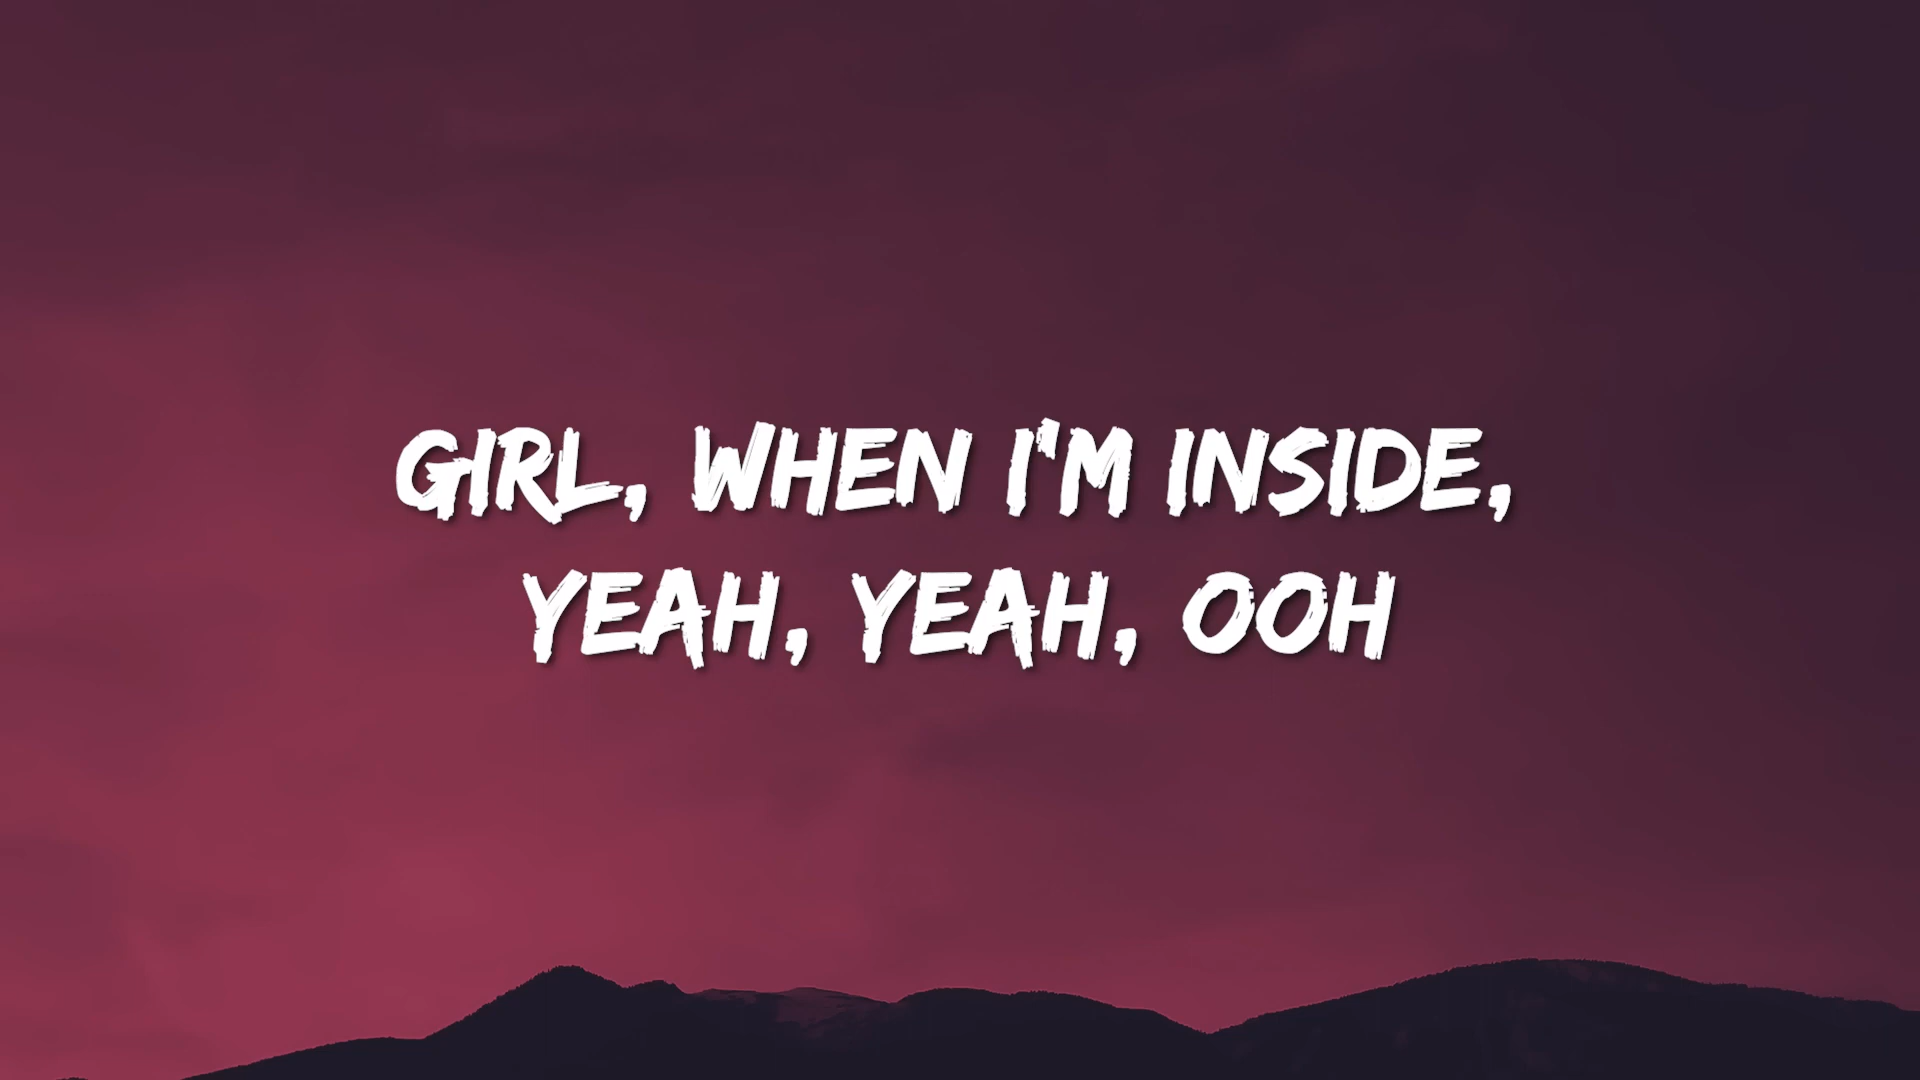 GIRL, WHEN I'M INSIDE,
YEAH, YEAH, OOH